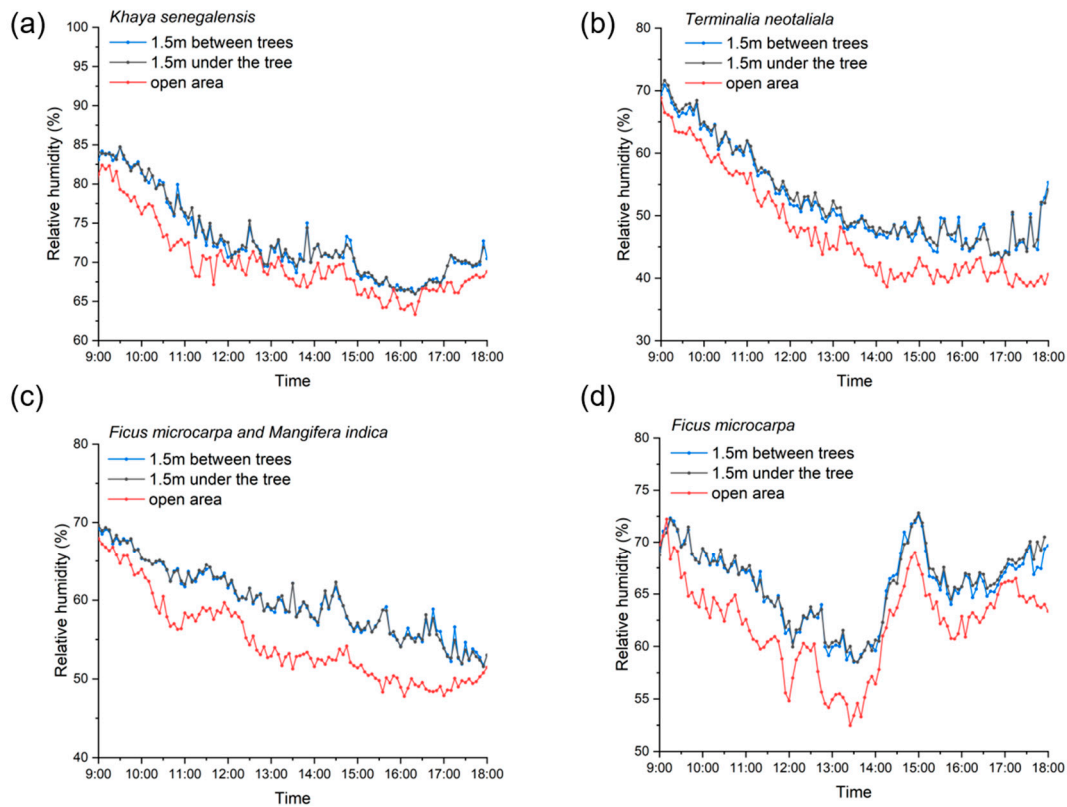 (a)
Khaya senegalensis
1.5m between trees
1.5m under the tree
open area
Relative humidity (%)
100
95
90
85
80
75
70
65
60
9:00 10:00 11:00 12:00 13:00 14:00 15:00 16:00 17:00 18:00
Time
(b)
Terminalia neotaliala
1.5m between trees
1.5m under the tree
open area
Relative humidity (%)
80
70
60
50
40
30
9:00 10:00 11:00 12:00 13:00 14:00 15:00 16:00 17:00 18:00
Time
(c)
Ficus microcarpa and Mangifera indica
1.5m between trees
1.5m under the tree
open area
Relative humidity (%)
80
70
60
50
40
9:00 10:00 11:00 12:00 13:00 14:00 15:00 16:00 17:00 18:00
Time
(d)
Ficus microcarpa
1.5m between trees
1.5m under the tree
open area
Relative humidity (%)
80
75
70
65
60
55
50
9:00 10:00 11:00 12:00 13:00 14:00 15:00 16:00 17:00 18:00
Time